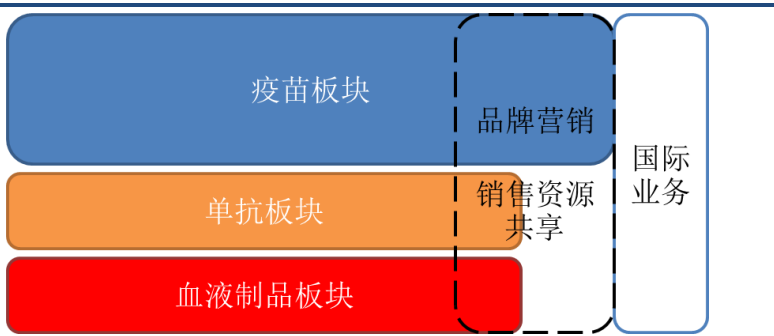 疫苗板块
品牌营销
单抗板块
销售资源
共享
血液制品板块
国际
业务